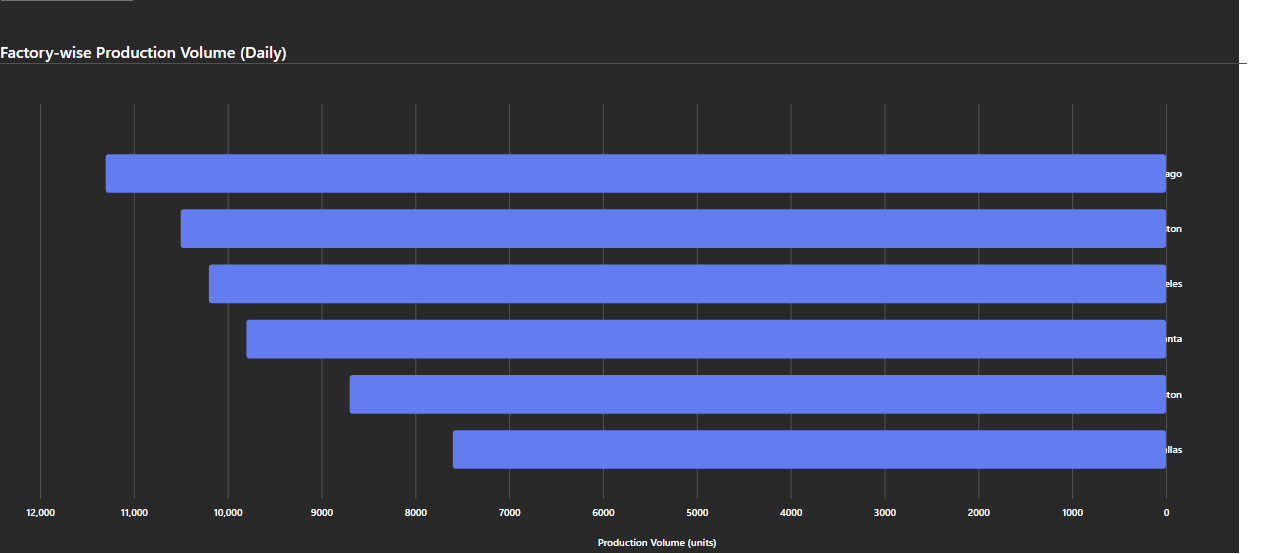 Factory-wise Production Volume (Daily)
ago
ton
eles
anta
ton
allas
12,000 11,000 10,000 9000 8000 7000 6000 5000 4000 3000 2000 1000 0
Production Volume (units)